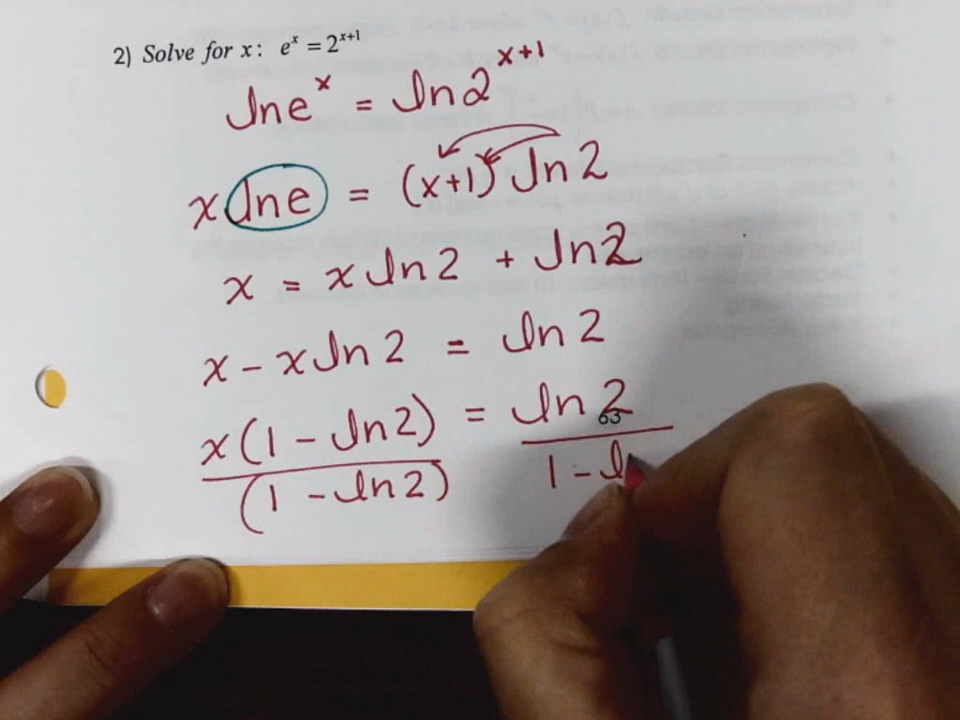 2) Solve for x: eˣ = 2ˣ⁺¹
ln eˣ = ln 2ˣ⁺¹
x ln e = (x+1) ln 2
x = x ln 2 + ln 2
x - x ln 2 = ln 2
x(1 - ln 2) = ln 2
63
(1 - ln 2) 1 - l